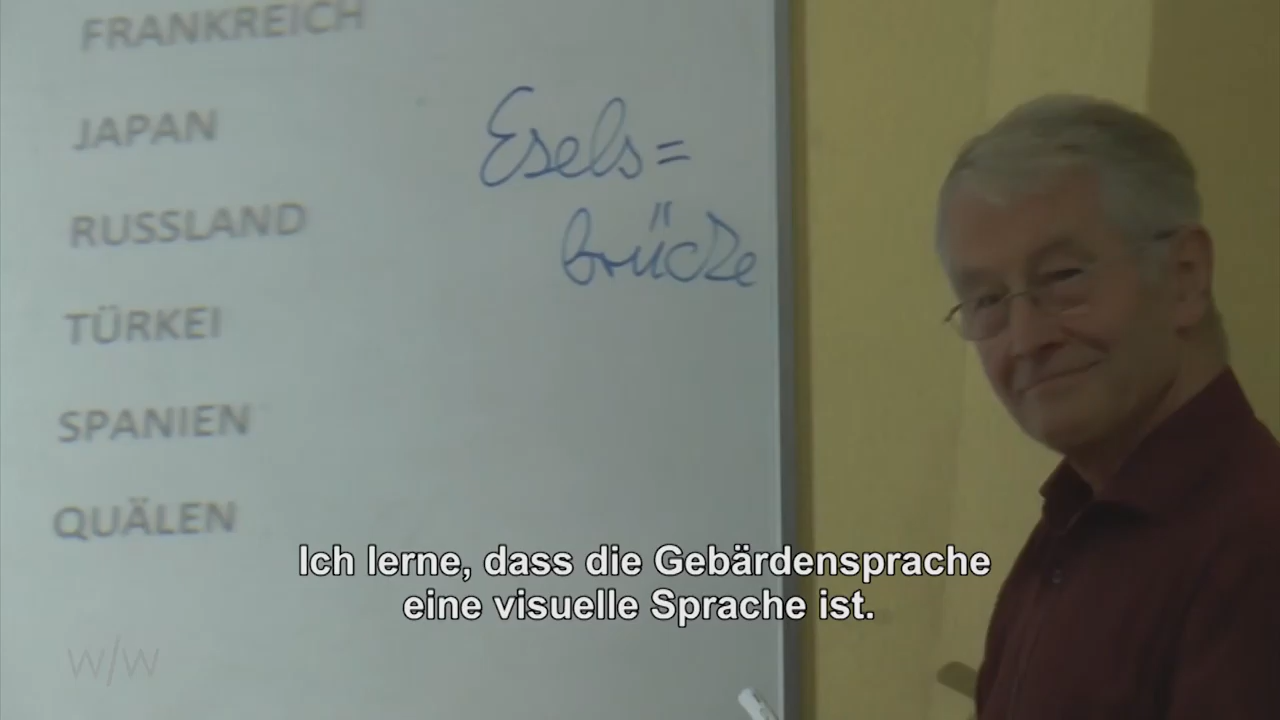 FRANKREICH
JAPAN
RUSSLAND
TÜRKEI
SPANIEN
QUÄLEN
Esels=
brücke
Ich lerne, dass die Gebärdensprache
eine visuelle Sprache ist.
w/w